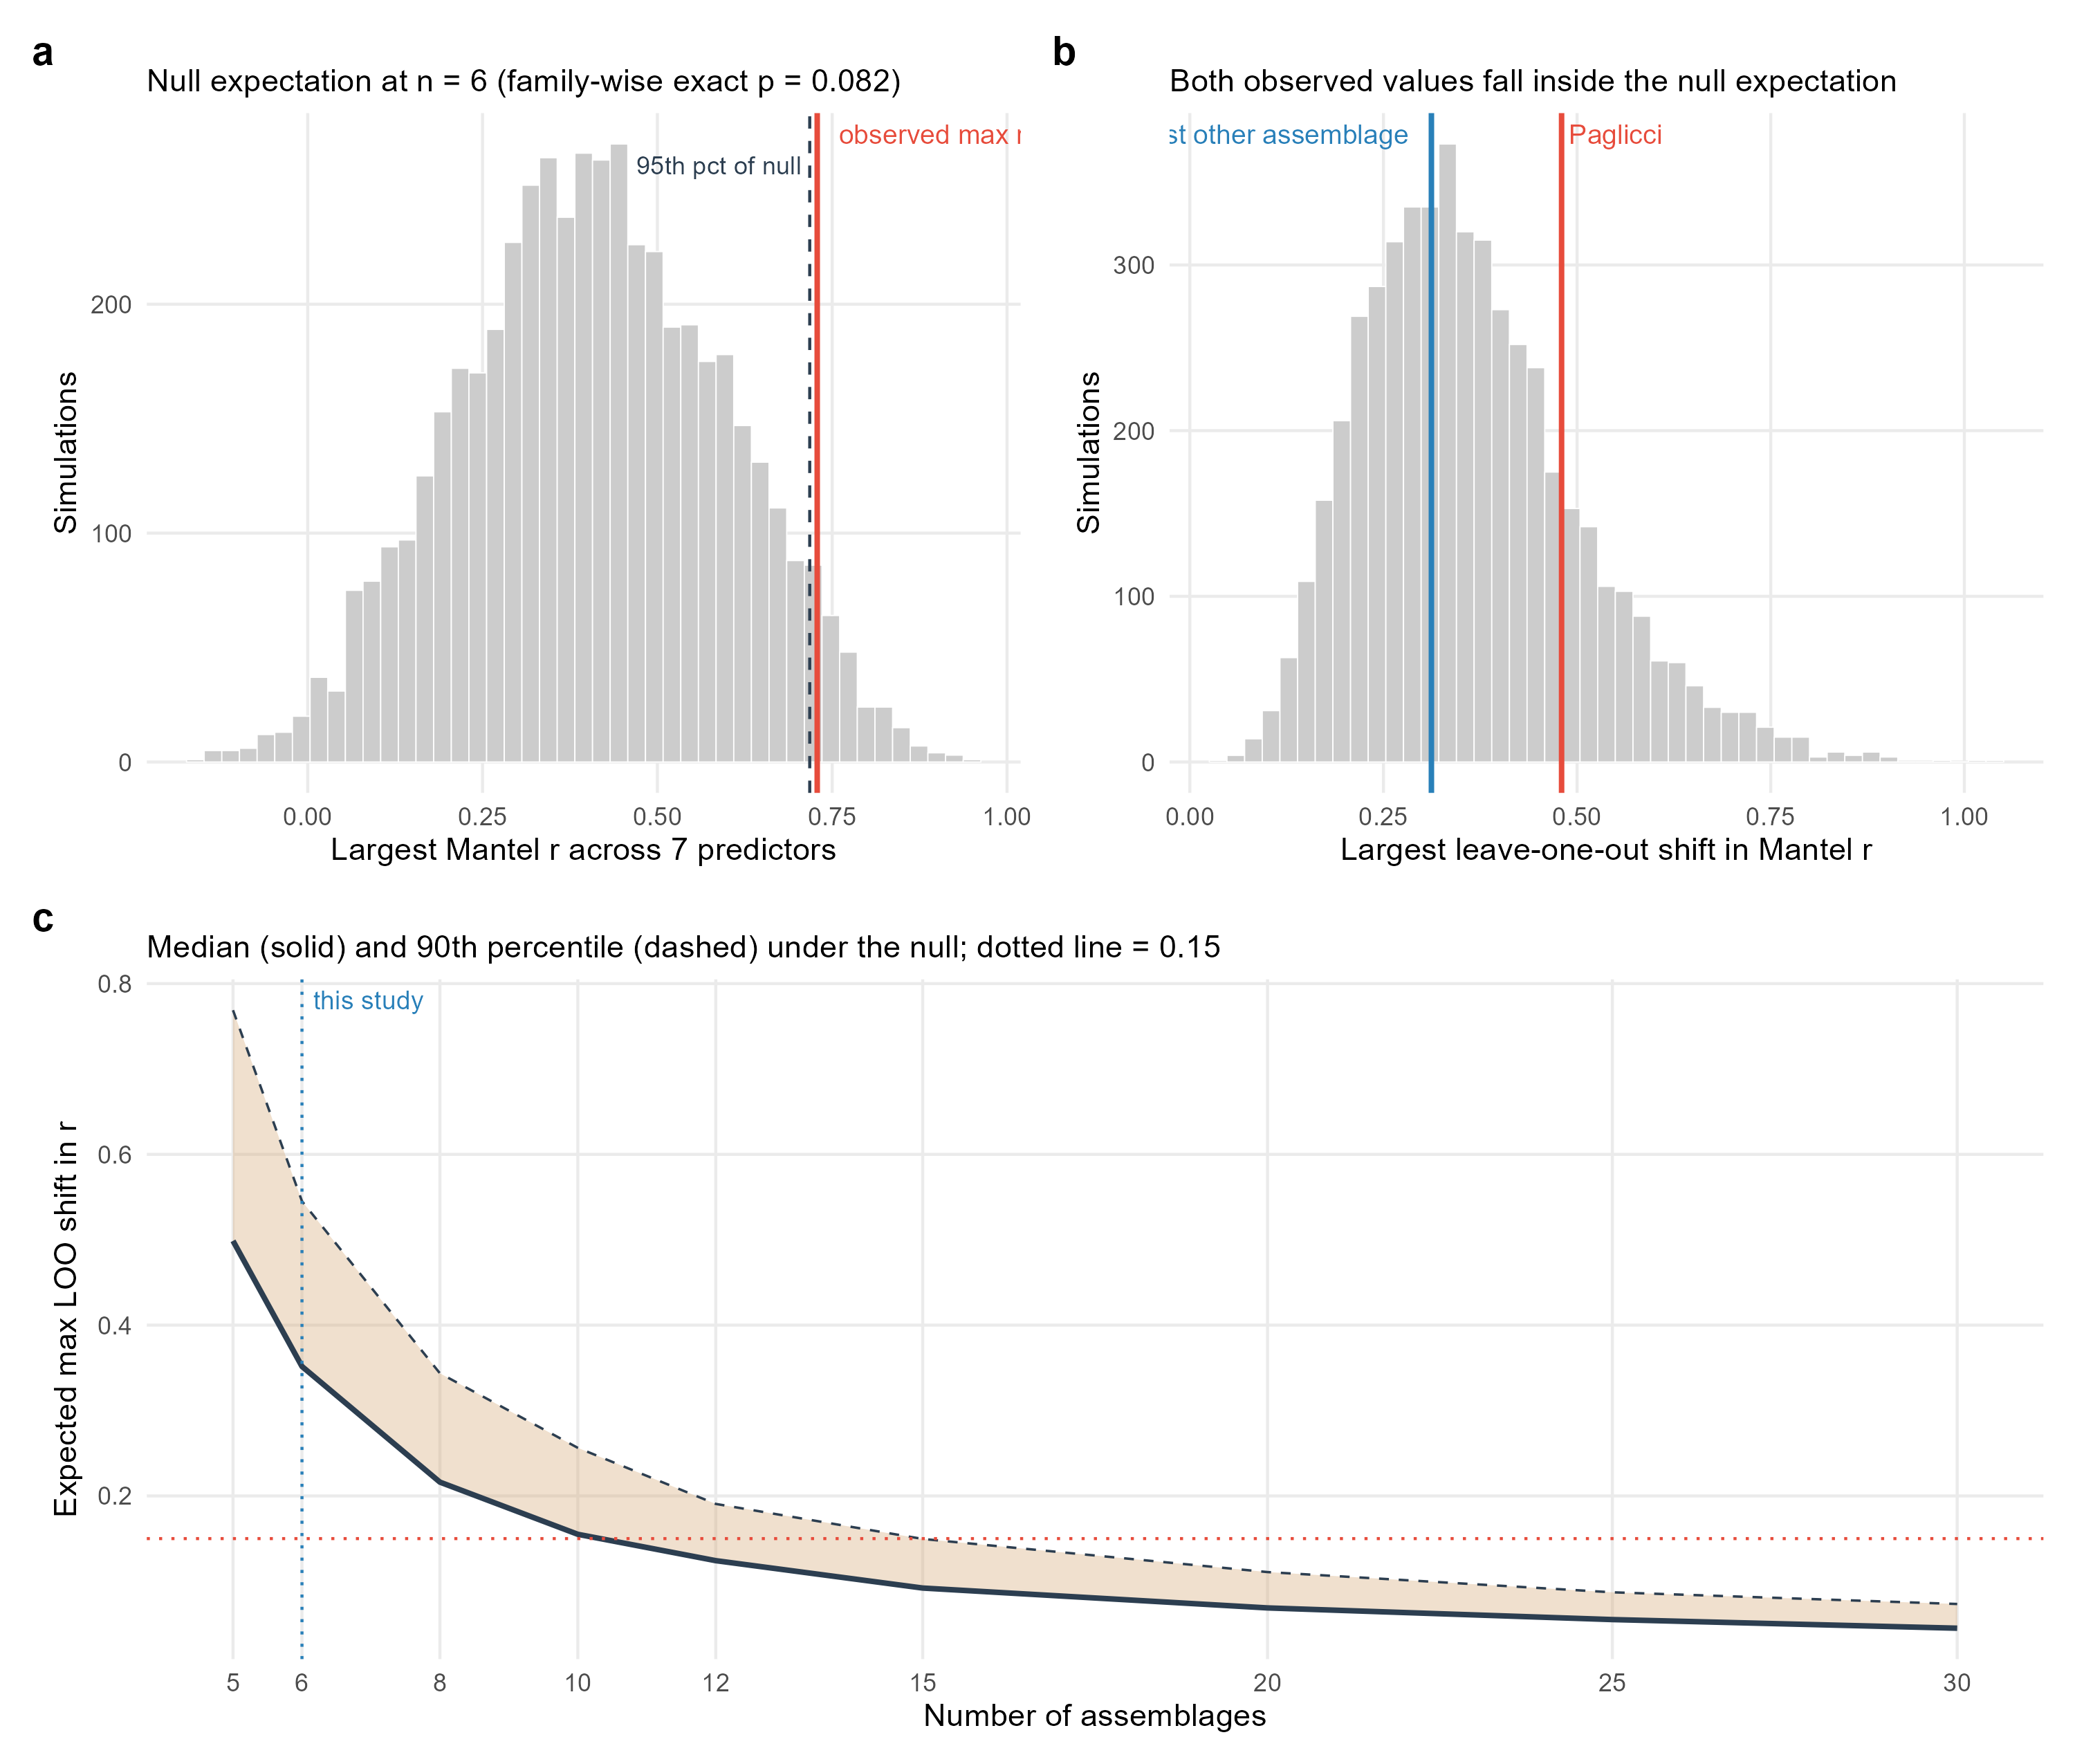 a
Null expectation at n = 6 (family-wise exact p = 0.082)
observed max
95th pct of null
Simulations
200
100
0
0.00 0.25 0.50 0.75 1.00
Largest Mantel r across 7 predictors
b
Both observed values fall inside the null expectation
st other assemblage
Paglicci
Simulations
300
200
100
0
0.00 0.25 0.50 0.75 1.00
Largest leave-one-out shift in Mantel r
c
Median (solid) and 90th percentile (dashed) under the null; dotted line = 0.15
this study
Expected max LOO shift in r
0.8
0.6
0.4
0.2
5 6 8 10 12 15 20 25 30
Number of assemblages